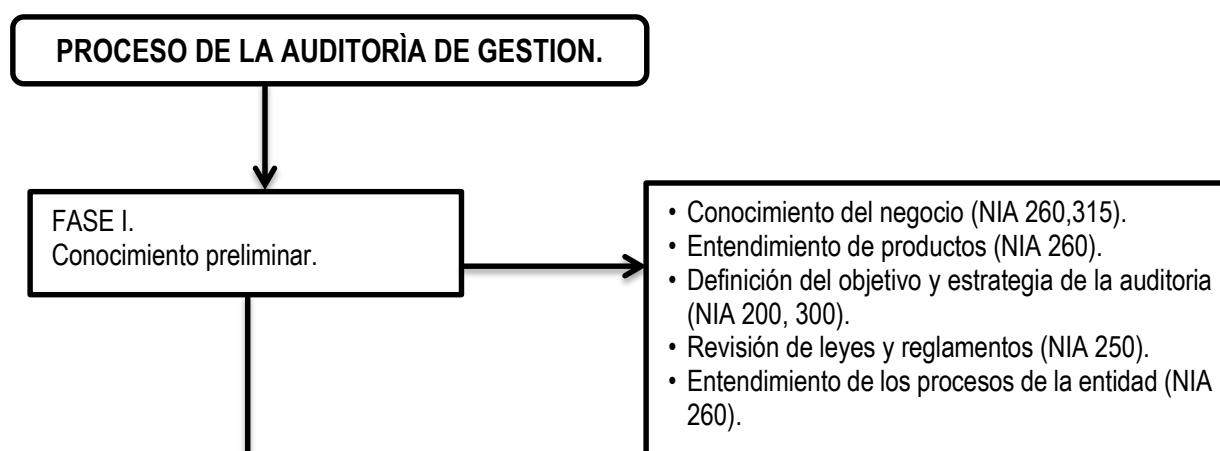 PROCESO DE LA AUDITORÌA DE GESTION.
FASE I.
Conocimiento preliminar.
• Conocimiento del negocio (NIA 260,315).
• Entendimiento de productos (NIA 260).
• Definición del objetivo y estrategia de la auditoria
(NIA 200, 300).
• Revisión de leyes y reglamentos (NIA 250).
• Entendimiento de los procesos de la entidad (NIA
260).